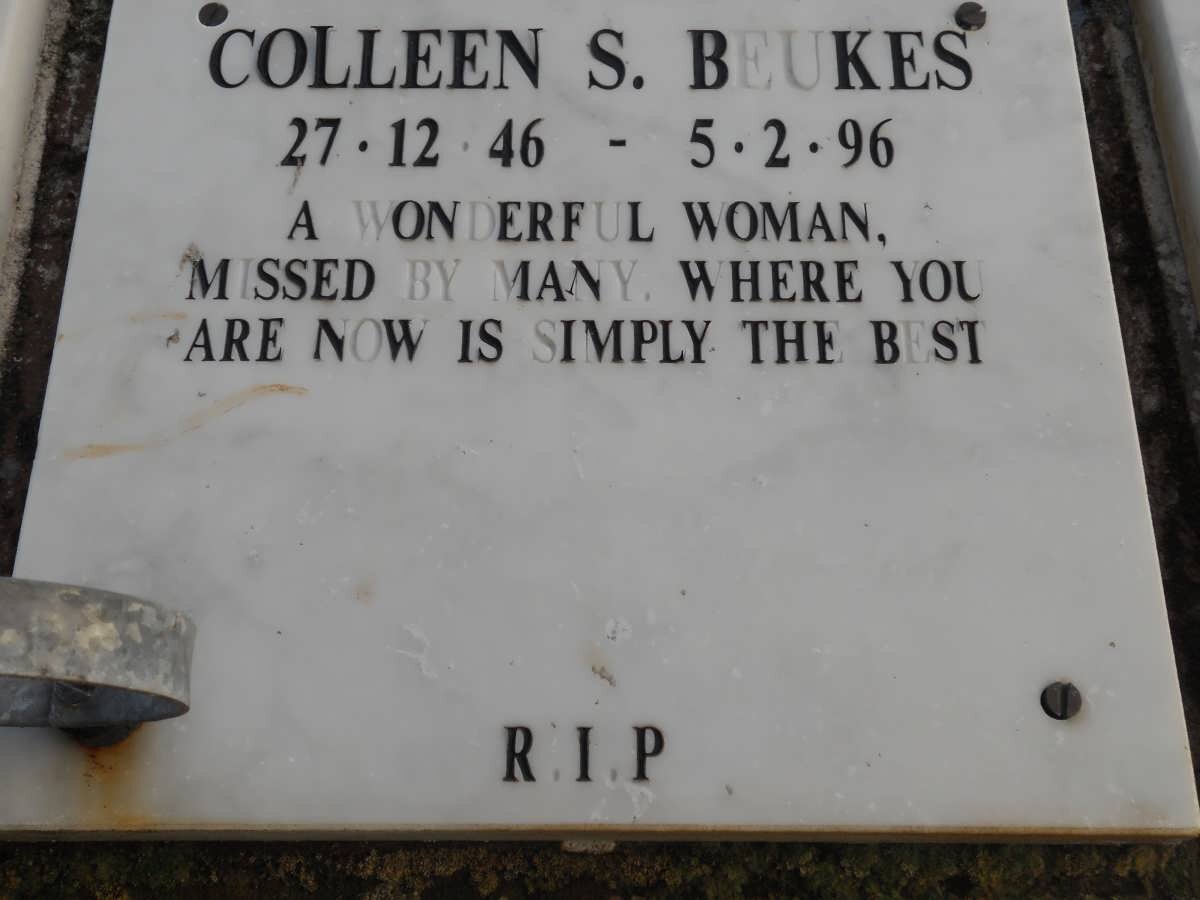 COLLEEN S. BEUKES
27·12·46 - 5·2·96
A WONDERFUL WOMAN,
MISSED BY MANY. WHERE YOU
ARE NOW IS SIMPLY THE BEST
R.I.P